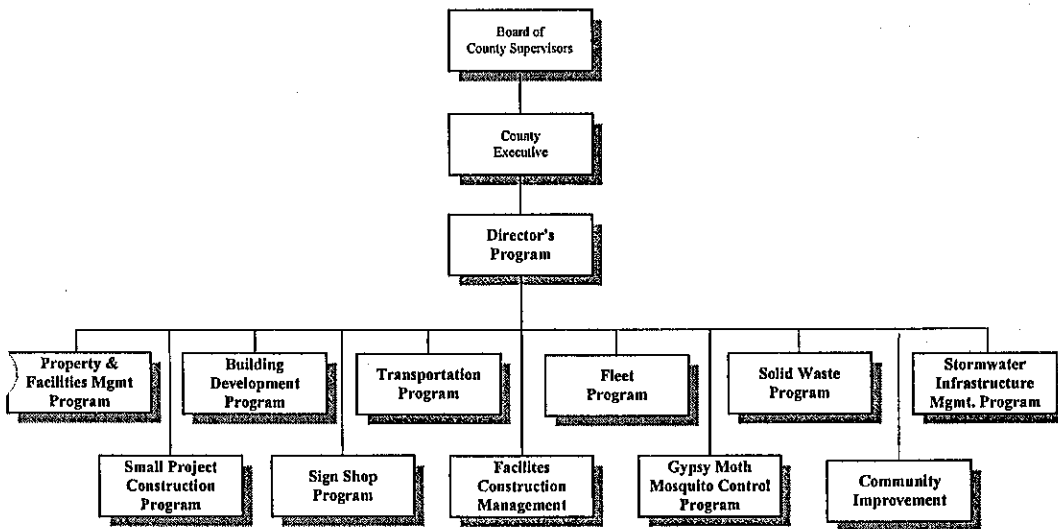 Board of
County Supervisors
County
Executive
Director's
Program
Property &
Facilities Mgmt
Program
Building
Development
Program
Transportation
Program
Fleet
Program
Solid Waste
Program
Stormwater
Infrastructure
Mgmt. Program
Small Project
Construction
Program
Sign Shop
Program
Facilites
Construction
Management
Gypsy Moth
Mosquito Control
Program
Community
Improvement